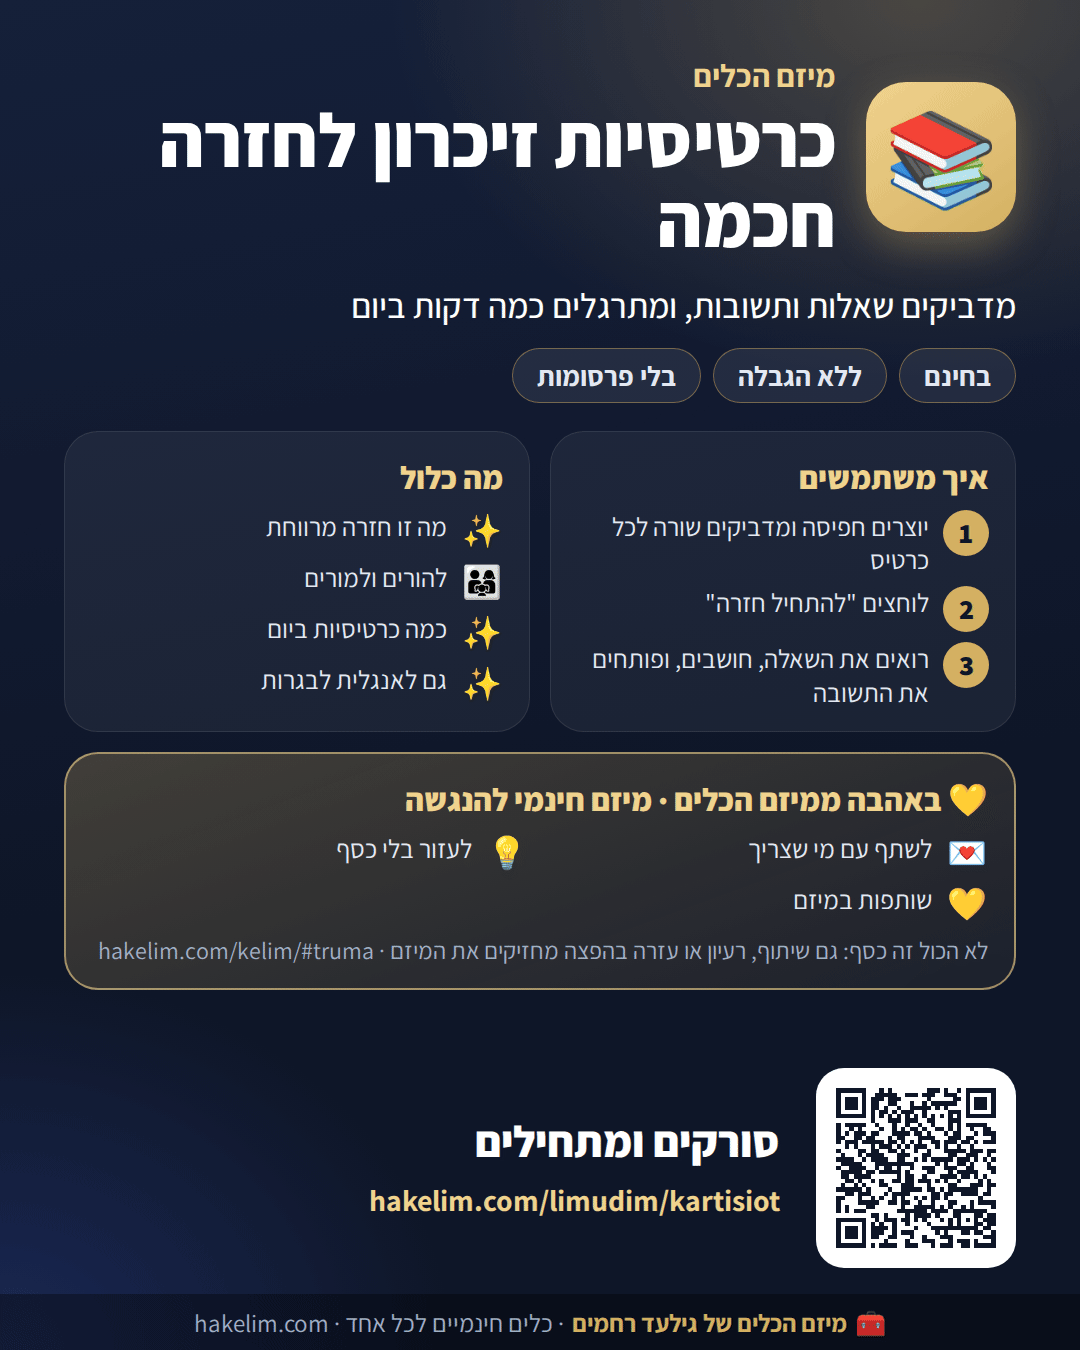 מיזם הכלים
כרטיסיות זיכרון לחזרה
חכמה
מדביקים שאלות ותשובות, ומתרגלים כמה דקות ביום
בחינם
ללא הגבלה
בלי פרסומות
איך משתמשים
1 יוצרים חפיסה ומדביקים שורה לכל
כרטיס
2 לוחצים "להתחיל חזרה"
3 רואים את השאלה, חושבים, ופותחים
את התשובה
מה כלול
✨ מה זו חזרה מרווחת
להורים ולמורים
✨ כמה כרטיסיות ביום
✨ גם לאנגלית לבגרות
💛 באהבה ממיזם הכלים · מיזם חינמי להנגשה
💌 לשתף עם מי שצריך
💡 לעזור בלי כסף
💛 שותפות במיזם
לא הכול זה כסף: גם שיתוף, רעיון או עזרה בהפצה מחזיקים את המיזם · hakelim.com/kelim/#truma
סורקים ומתחילים
hakelim.com/limudim/kartisiot
🧰 מיזם הכלים של גילעד רחמים · כלים חינמיים לכל אחד · hakelim.com